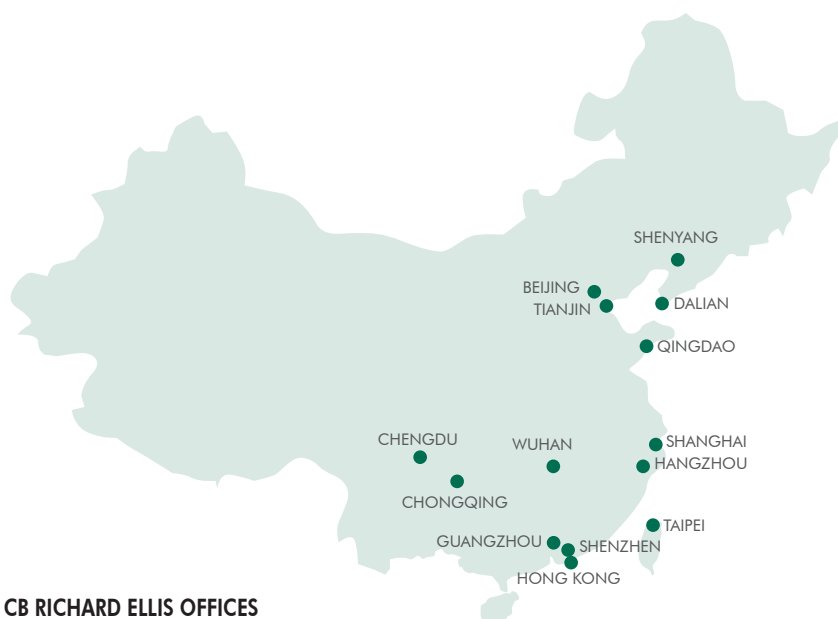 SHENYANG
BEIJING
TIANJIN
DALIAN
QINGDAO
CHENGDU
WUHAN
SHANGHAI
HANGZHOU
CHONGQING
TAIPEI
GUANGZHOU
SHENZHEN
HONG KONG
CB RICHARD ELLIS OFFICES